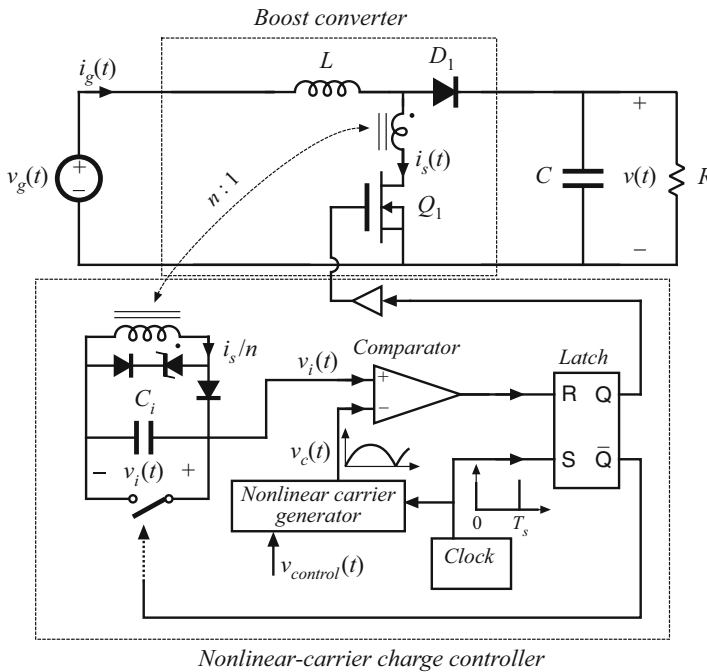 Boost converter
i_g(t)
L
D_1
+
–
v_g(t)
n : 1
i_s(t)
Q_1
C
+
v(t)
–
R
i_s/n
C_i
– v_i(t) +
v_i(t)
Comparator
+
–
v_c(t)
Latch
R Q
S Q̄
Nonlinear carrier
generator
0 T_s
Clock
v_control(t)
Nonlinear-carrier charge controller